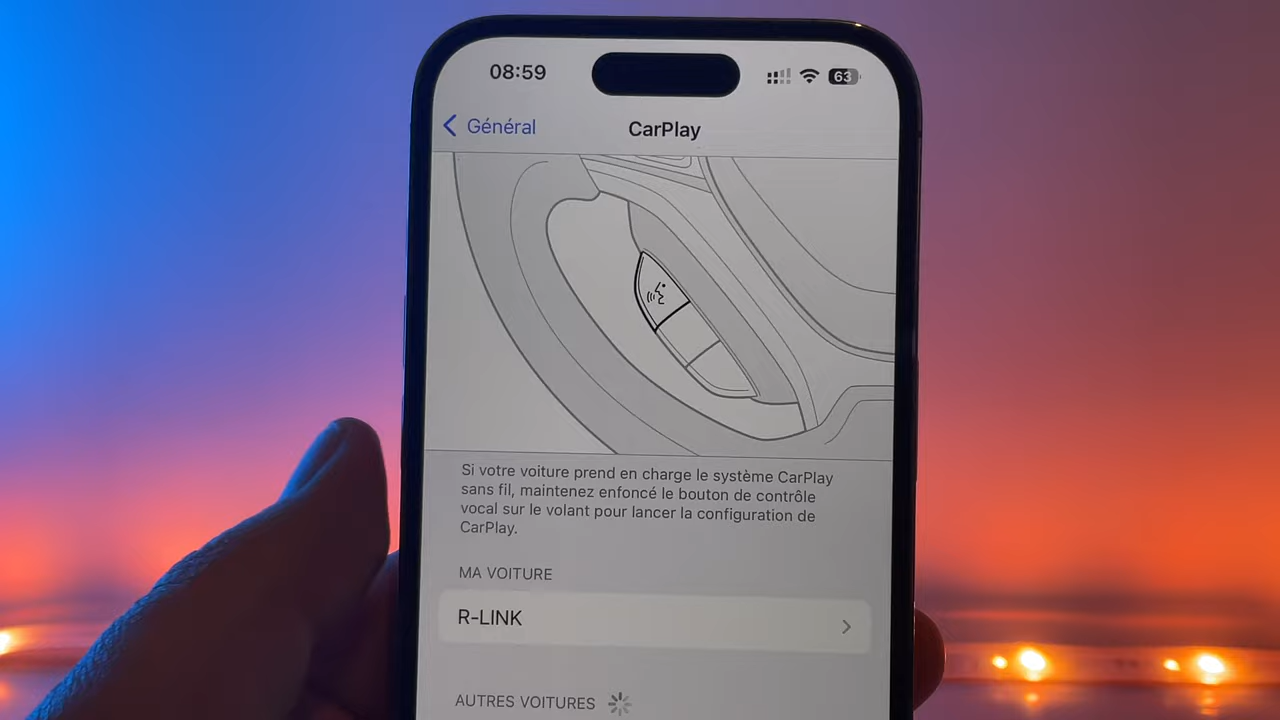 08:59
63
Général
CarPlay
Si votre voiture prend en charge le système CarPlay
sans fil, maintenez enfoncé le bouton de contrôle
vocal sur le volant pour lancer la configuration de
CarPlay.
MA VOITURE
R-LINK
AUTRES VOITURES